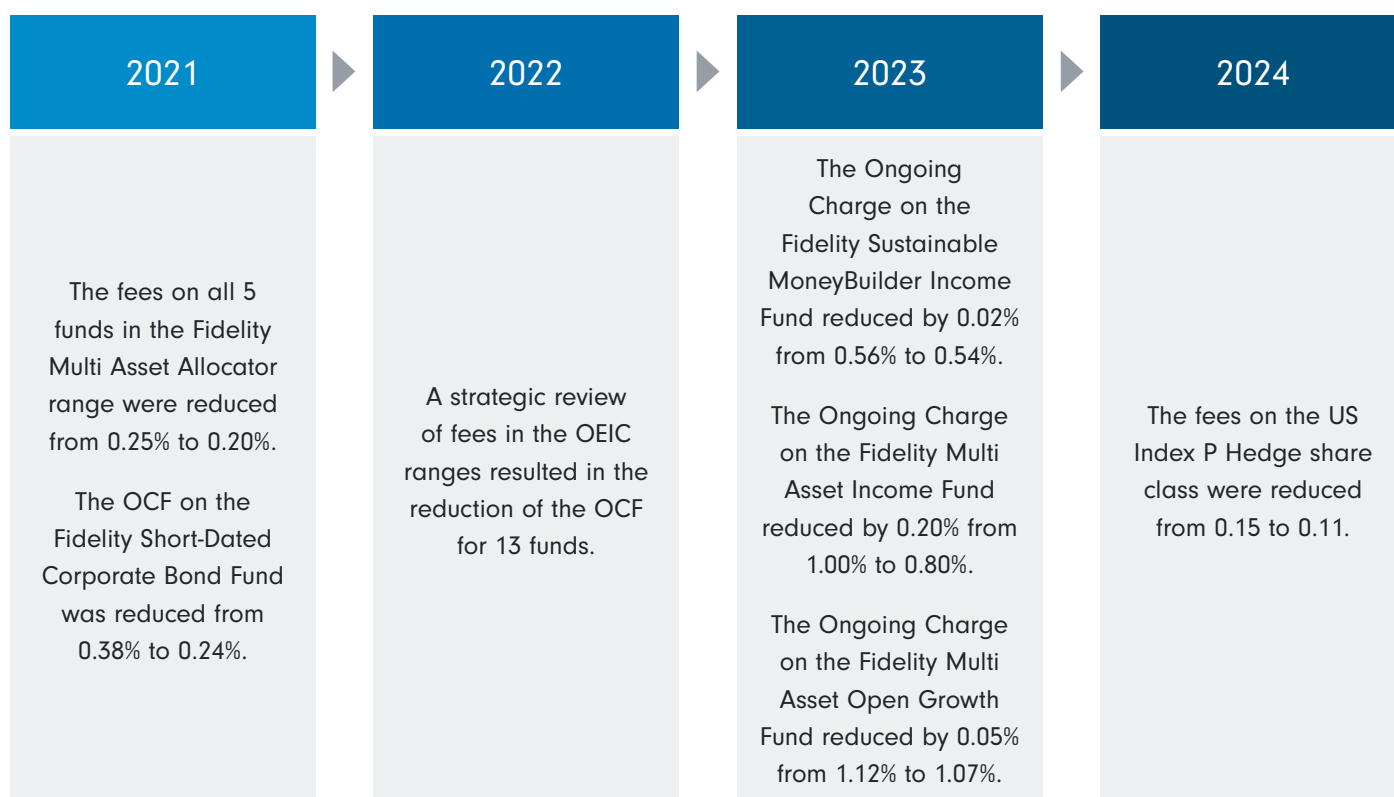 2021
The fees on all 5
funds in the Fidelity
Multi Asset Allocator
range were reduced
from 0.25% to 0.20%.
The OCF on the
Fidelity Short-Dated
Corporate Bond Fund
was reduced from
0.38% to 0.24%.
2022
A strategic review
of fees in the OEIC
ranges resulted in the
reduction of the OCF
for 13 funds.
2023
The Ongoing
Charge on the
Fidelity Sustainable
MoneyBuilder Income
Fund reduced by 0.02%
from 0.56% to 0.54%.
The Ongoing Charge
on the Fidelity Multi
Asset Income Fund
reduced by 0.20% from
1.00% to 0.80%.
The Ongoing Charge
on the Fidelity Multi
Asset Open Growth
Fund reduced by 0.05%
from 1.12% to 1.07%.
2024
The fees on the US
Index P Hedge share
class were reduced
from 0.15 to 0.11.